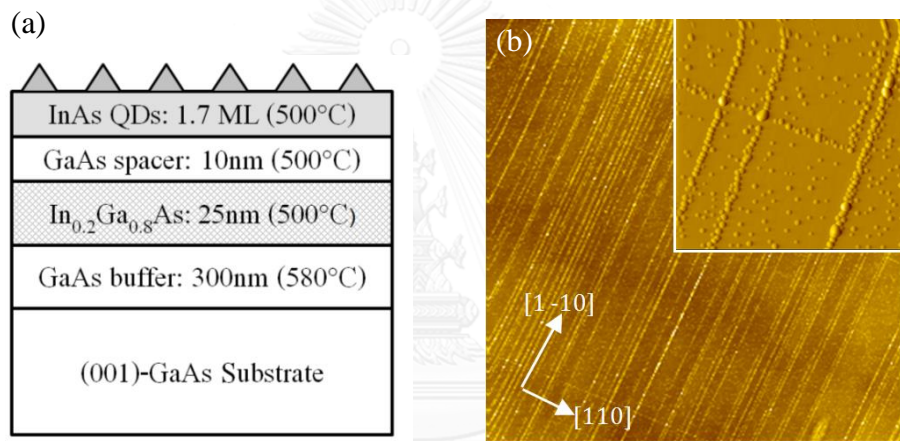 (a)
InAs QDs: 1.7 ML (500°C)
GaAs spacer: 10nm (500°C)
In₀.₂Ga₀.₈As: 25nm (500°C)
GaAs buffer: 300nm (580°C)
(001)-GaAs Substrate
(b)
[1 -10]
[110]